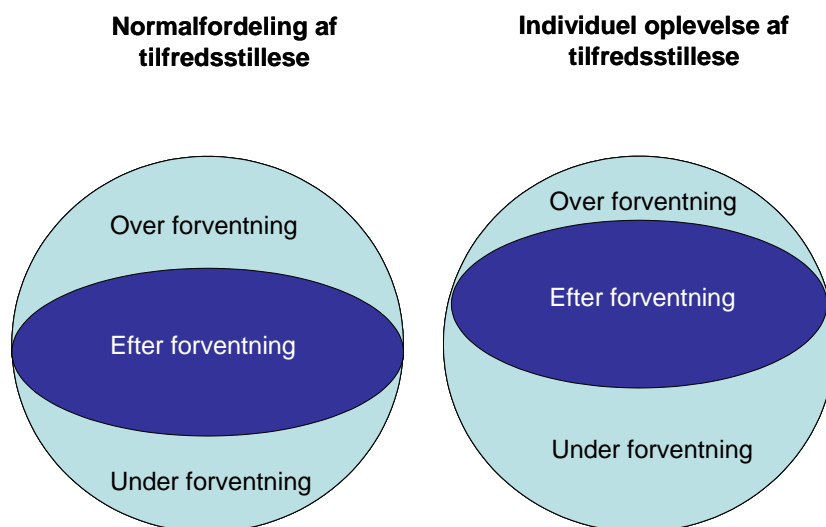 Normalfordeling af
tilfredsstillese
Individuel oplevelse af
tilfredsstillese
Over forventning
Efter forventning
Under forventning
Over forventning
Efter forventning
Under forventning